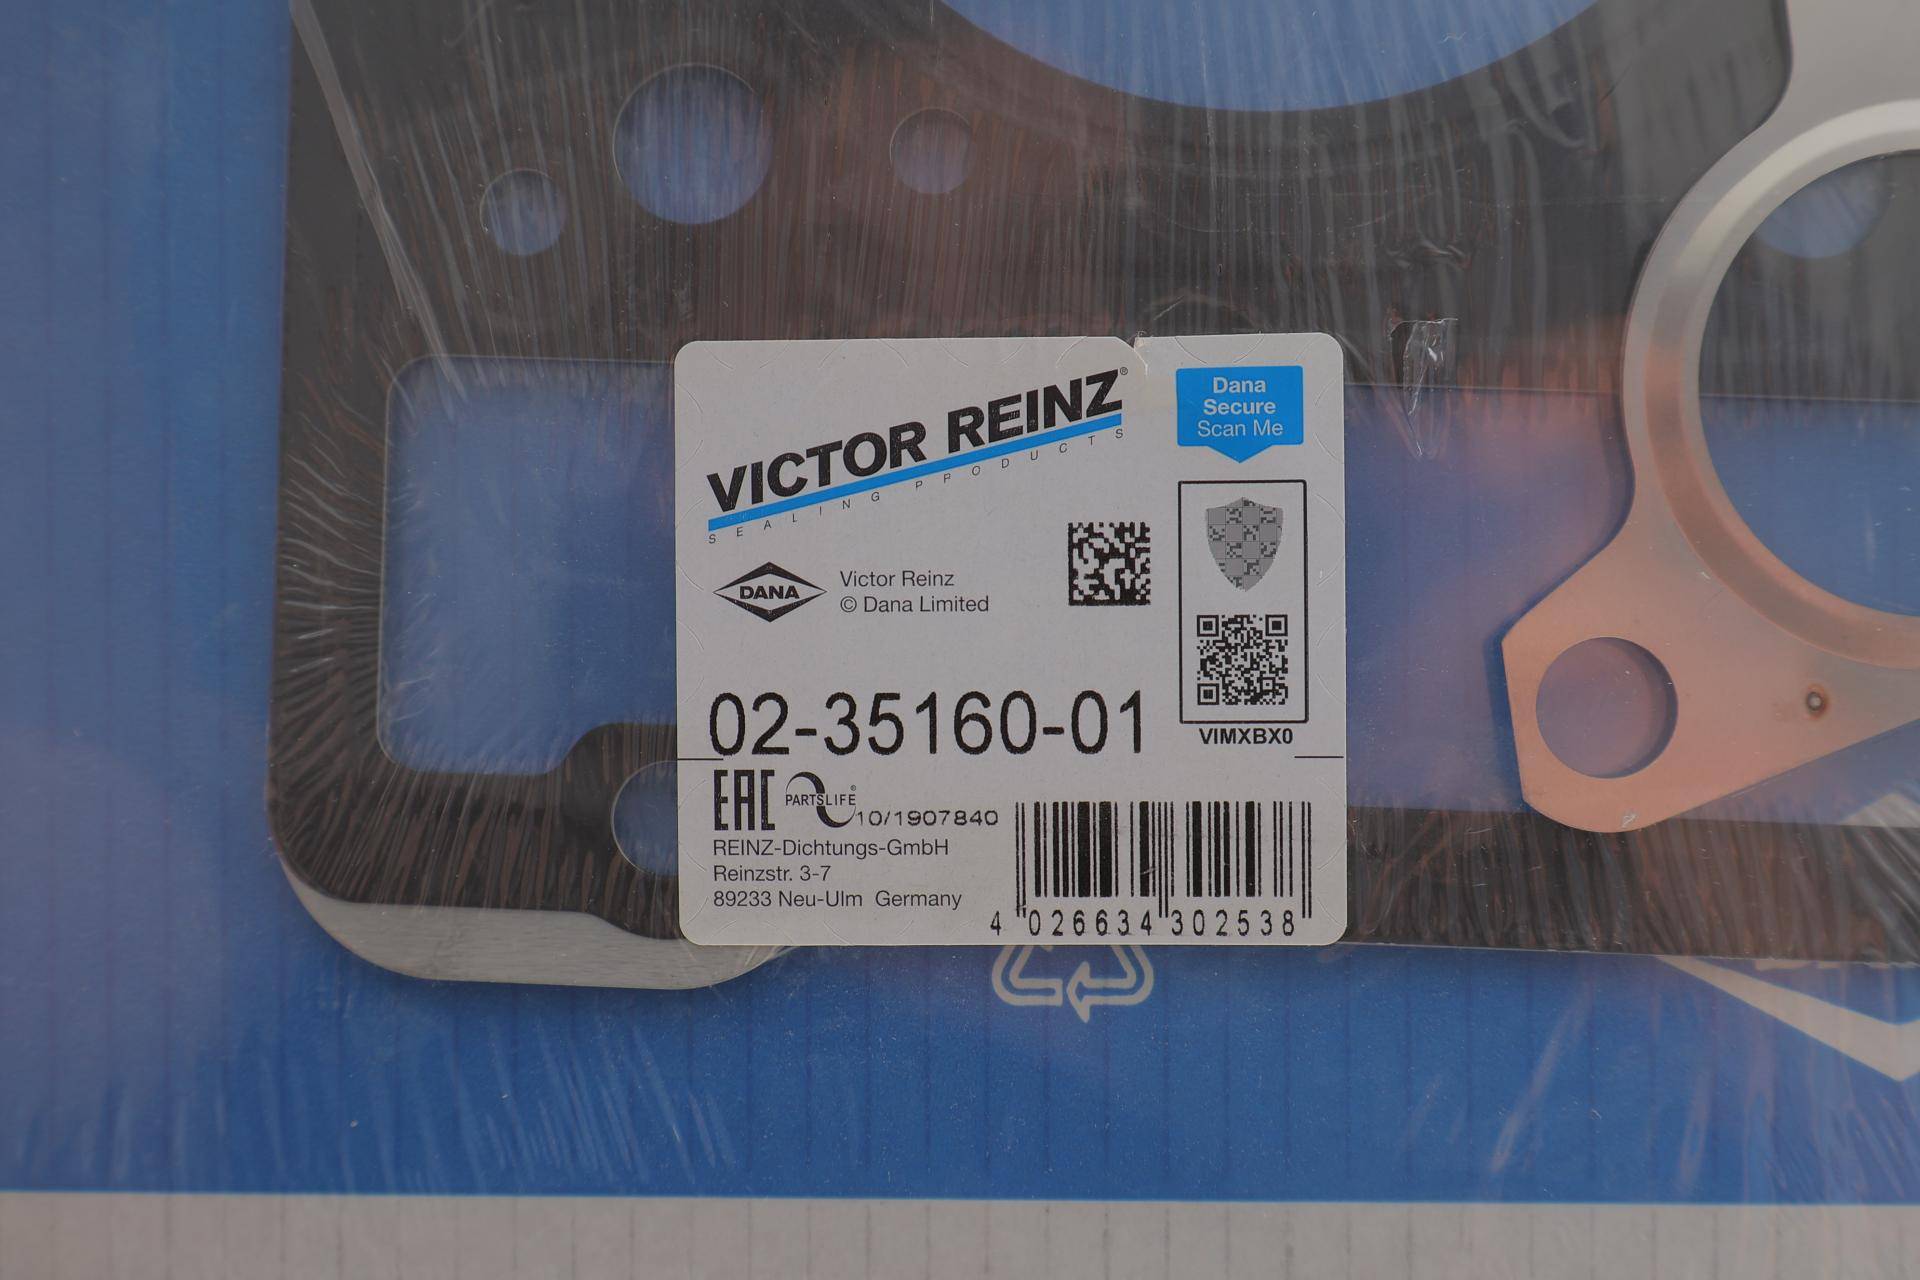 VICTOR REINZ®
SEALING PRODUCTS
Dana
Secure
Scan Me
DANA
Victor Reinz
© Dana Limited
02-35160-01
VIMXBX0
EAC
PARTSLIFE®
10/1907840
REINZ-Dichtungs-GmbH
Reinzstr. 3-7
89233 Neu-Ulm Germany
4 026634 302538